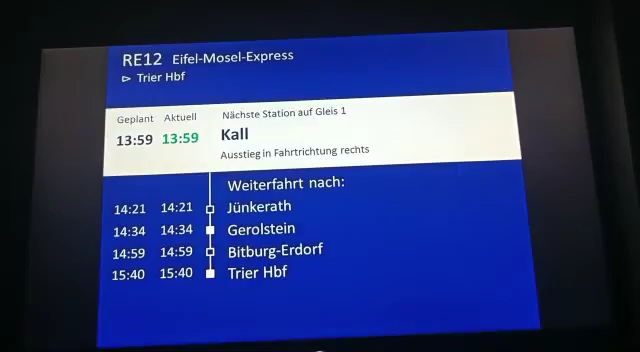 RE12 Eifel-Mosel-Express
▻ Trier Hbf
Geplant Aktuell Nächste Station auf Gleis 1
13:59 13:59 Kall
Ausstieg in Fahrtrichtung rechts
Weiterfahrt nach:
14:21 14:21 Jünkerath
14:34 14:34 Gerolstein
14:59 14:59 Bitburg-Erdorf
15:40 15:40 Trier Hbf